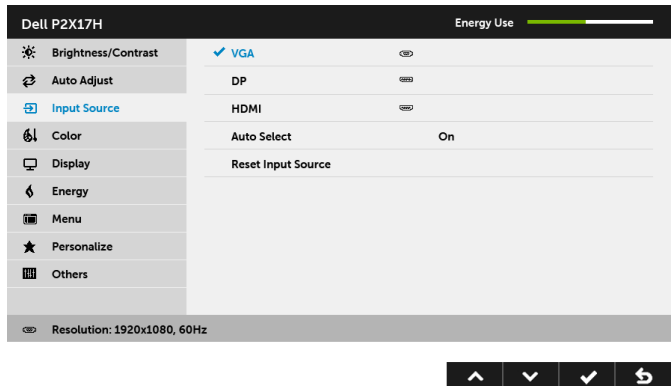 Dell P2X17H Energy Use
Brightness/Contrast VGA
Auto Adjust DP
Input Source HDMI
Color Auto Select On
Display Reset Input Source
Energy
Menu
Personalize
Others
Resolution: 1920x1080, 60Hz